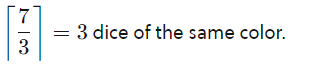 ⌈7/3⌉ = 3 dice of the same color.